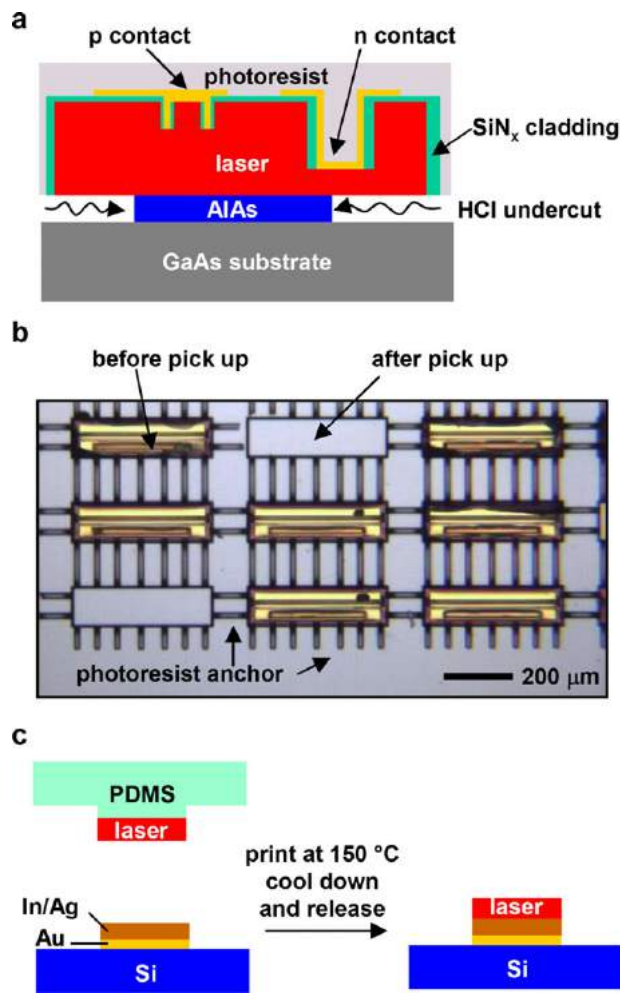 a
p contact
n contact
photoresist
SiNx cladding
laser
AlAs
HCl undercut
GaAs substrate
b
before pick up
after pick up
photoresist anchor
200 μm
c
PDMS
laser
print at 150 °C
cool down
and release
In/Ag
Au
Si
laser
Si